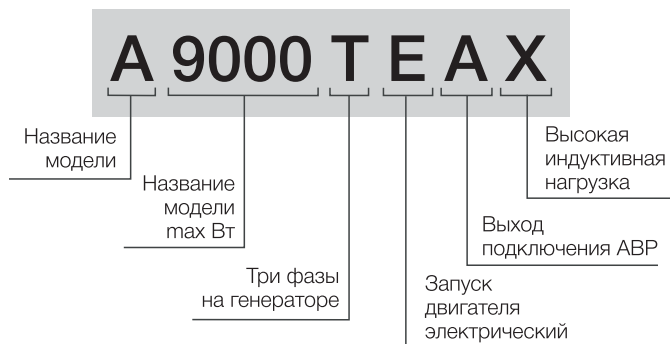 А 9000 Т Е А Х
Название
модели
Название
модели
max Вт
Три фазы
на генераторе
Запуск
двигателя
электрический
Выход
подключения АВР
Высокая
индуктивная
нагрузка